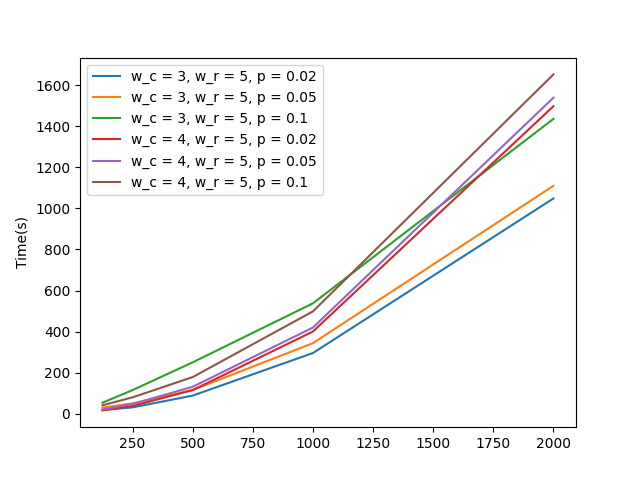 w_c = 3, w_r = 5, p = 0.02
w_c = 3, w_r = 5, p = 0.05
w_c = 3, w_r = 5, p = 0.1
w_c = 4, w_r = 5, p = 0.02
w_c = 4, w_r = 5, p = 0.05
w_c = 4, w_r = 5, p = 0.1
Time(s)
1600
1400
1200
1000
800
600
400
200
0
250 500 750 1000 1250 1500 1750 2000